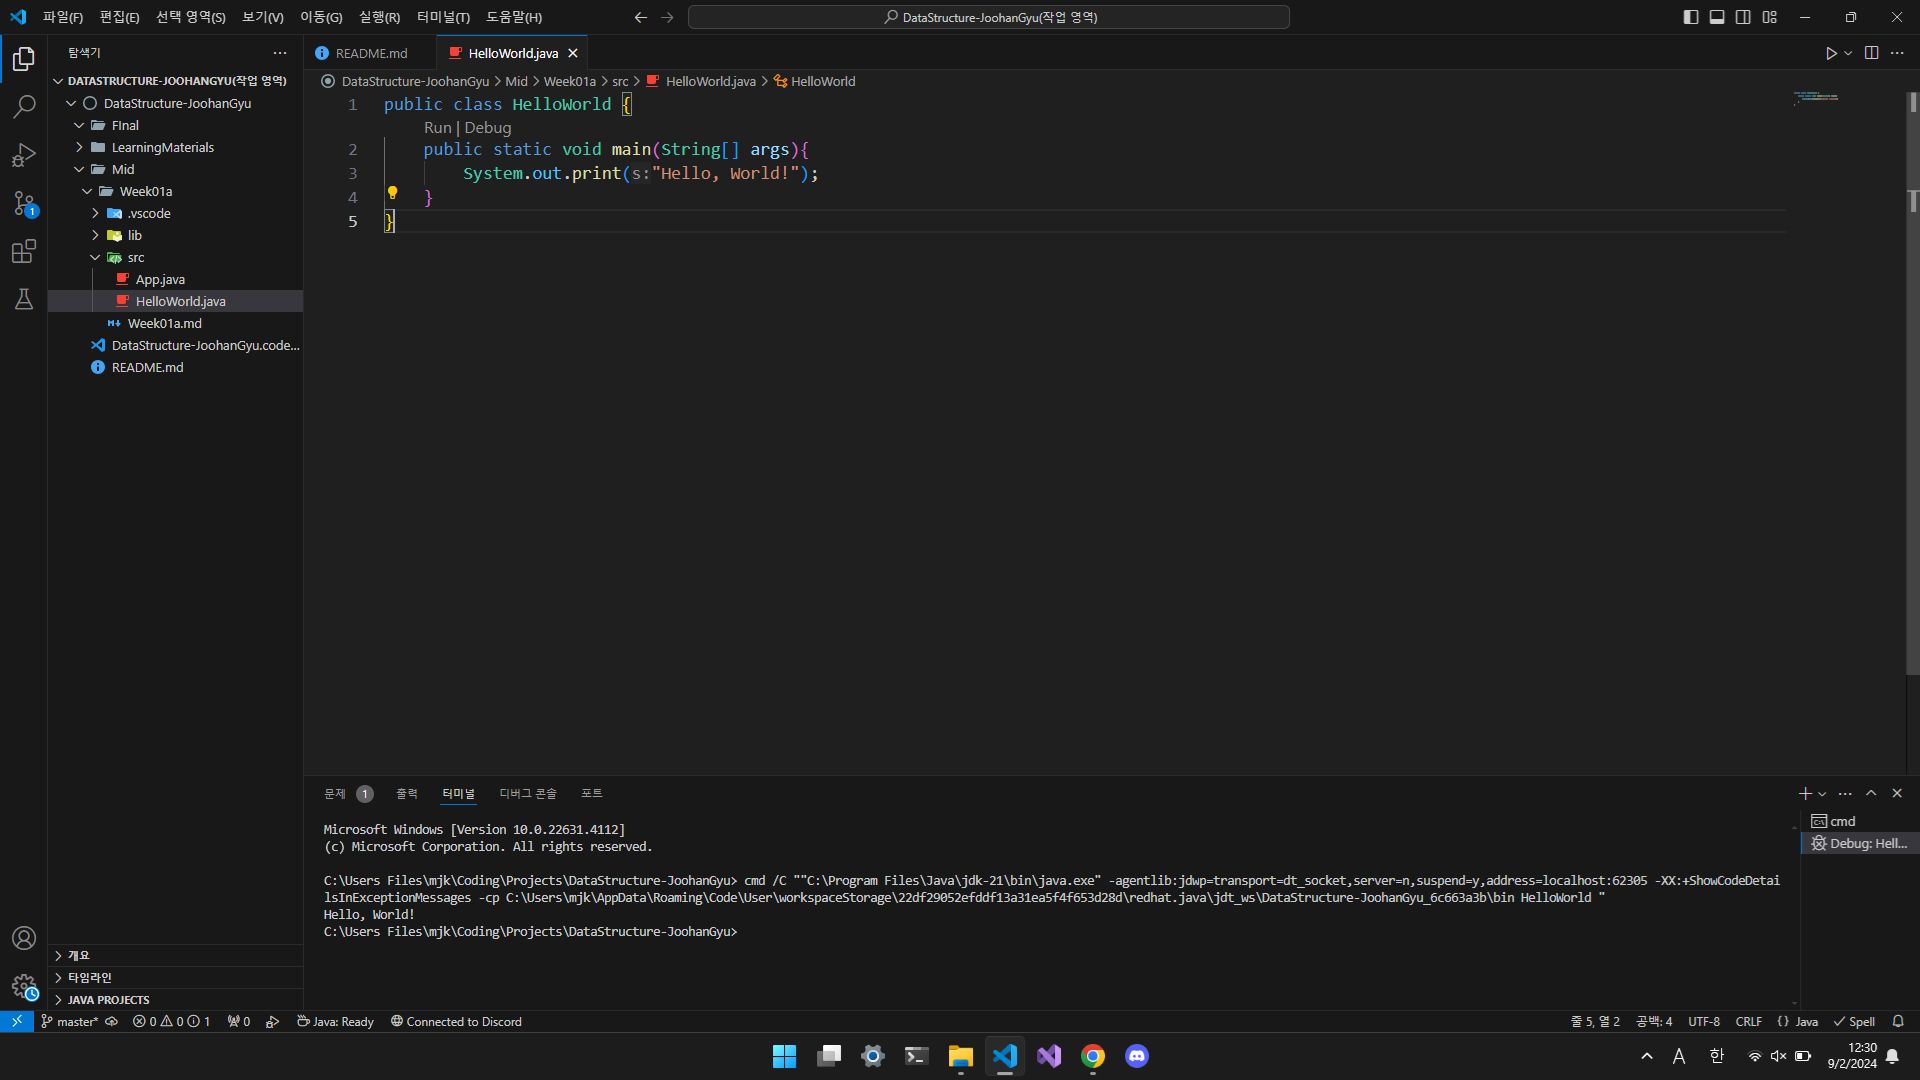 파일(F) 편집(E) 선택 영역(S) 보기(V) 이동(G) 실행(R) 터미널(T) 도움말(H)
DataStructure-JoohanGyu(작업 영역)
탐색기
README.md
HelloWorld.java
DATASTRUCTURE-JOOHANGYU(작업 영역)
DataStructure-JoohanGyu
FInal
LearningMaterials
Mid
Week01a
.vscode
lib
src
App.java
HelloWorld.java
Week01a.md
DataStructure-JoohanGyu.code...
README.md
개요
타임라인
JAVA PROJECTS
1
DataStructure-JoohanGyu > Mid > Week01a > src > HelloWorld.java > HelloWorld
1 public class HelloWorld {
Run | Debug
2 public static void main(String[] args){
3 System.out.print(s:"Hello, World!");
4 }
5 }
문제 1 출력 터미널 디버그 콘솔 포트
Microsoft Windows [Version 10.0.22631.4112]
(c) Microsoft Corporation. All rights reserved.
C:\Users Files\mjk\Coding\Projects\DataStructure-JoohanGyu> cmd /C ""C:\Program Files\Java\jdk-21\bin\java.exe" -agentlib:jdwp=transport=dt_socket,server=n,suspend=y,address=localhost:62305 -XX:+ShowCodeDetai
lsInExceptionMessages -cp C:\Users\mjk\AppData\Roaming\Code\User\workspaceStorage\22df29052efddf13a31ea5f4f653d28d\redhat.java\jdt_ws\DataStructure-JoohanGyu_6c663a3b\bin HelloWorld "
Hello, World!
C:\Users Files\mjk\Coding\Projects\DataStructure-JoohanGyu>
cmd
Debug: Hell...
master* 0 0 1 0 Java: Ready Connected to Discord
줄 5, 열 2 공백: 4 UTF-8 CRLF {} Java Spell
A 한
12:30
9/2/2024